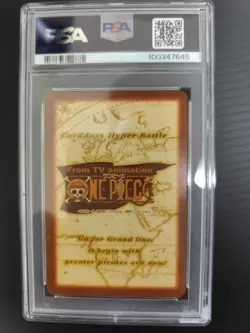 PSA
PSA
100347645
Carddass Hyper Battle
From TV animation
ONE PIECE
Go for Grand line,
it begin with
greater pirates era now!